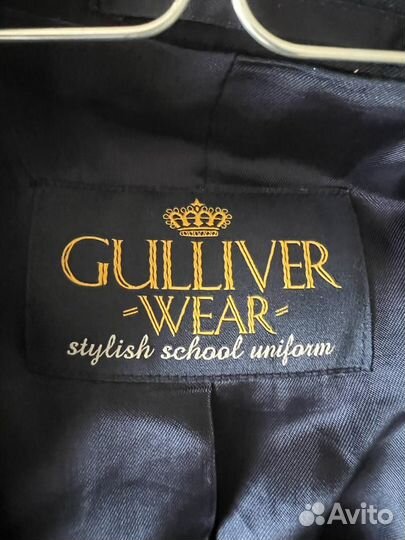 GULLIVER
-WEAR-
stylish school uniform
Avito